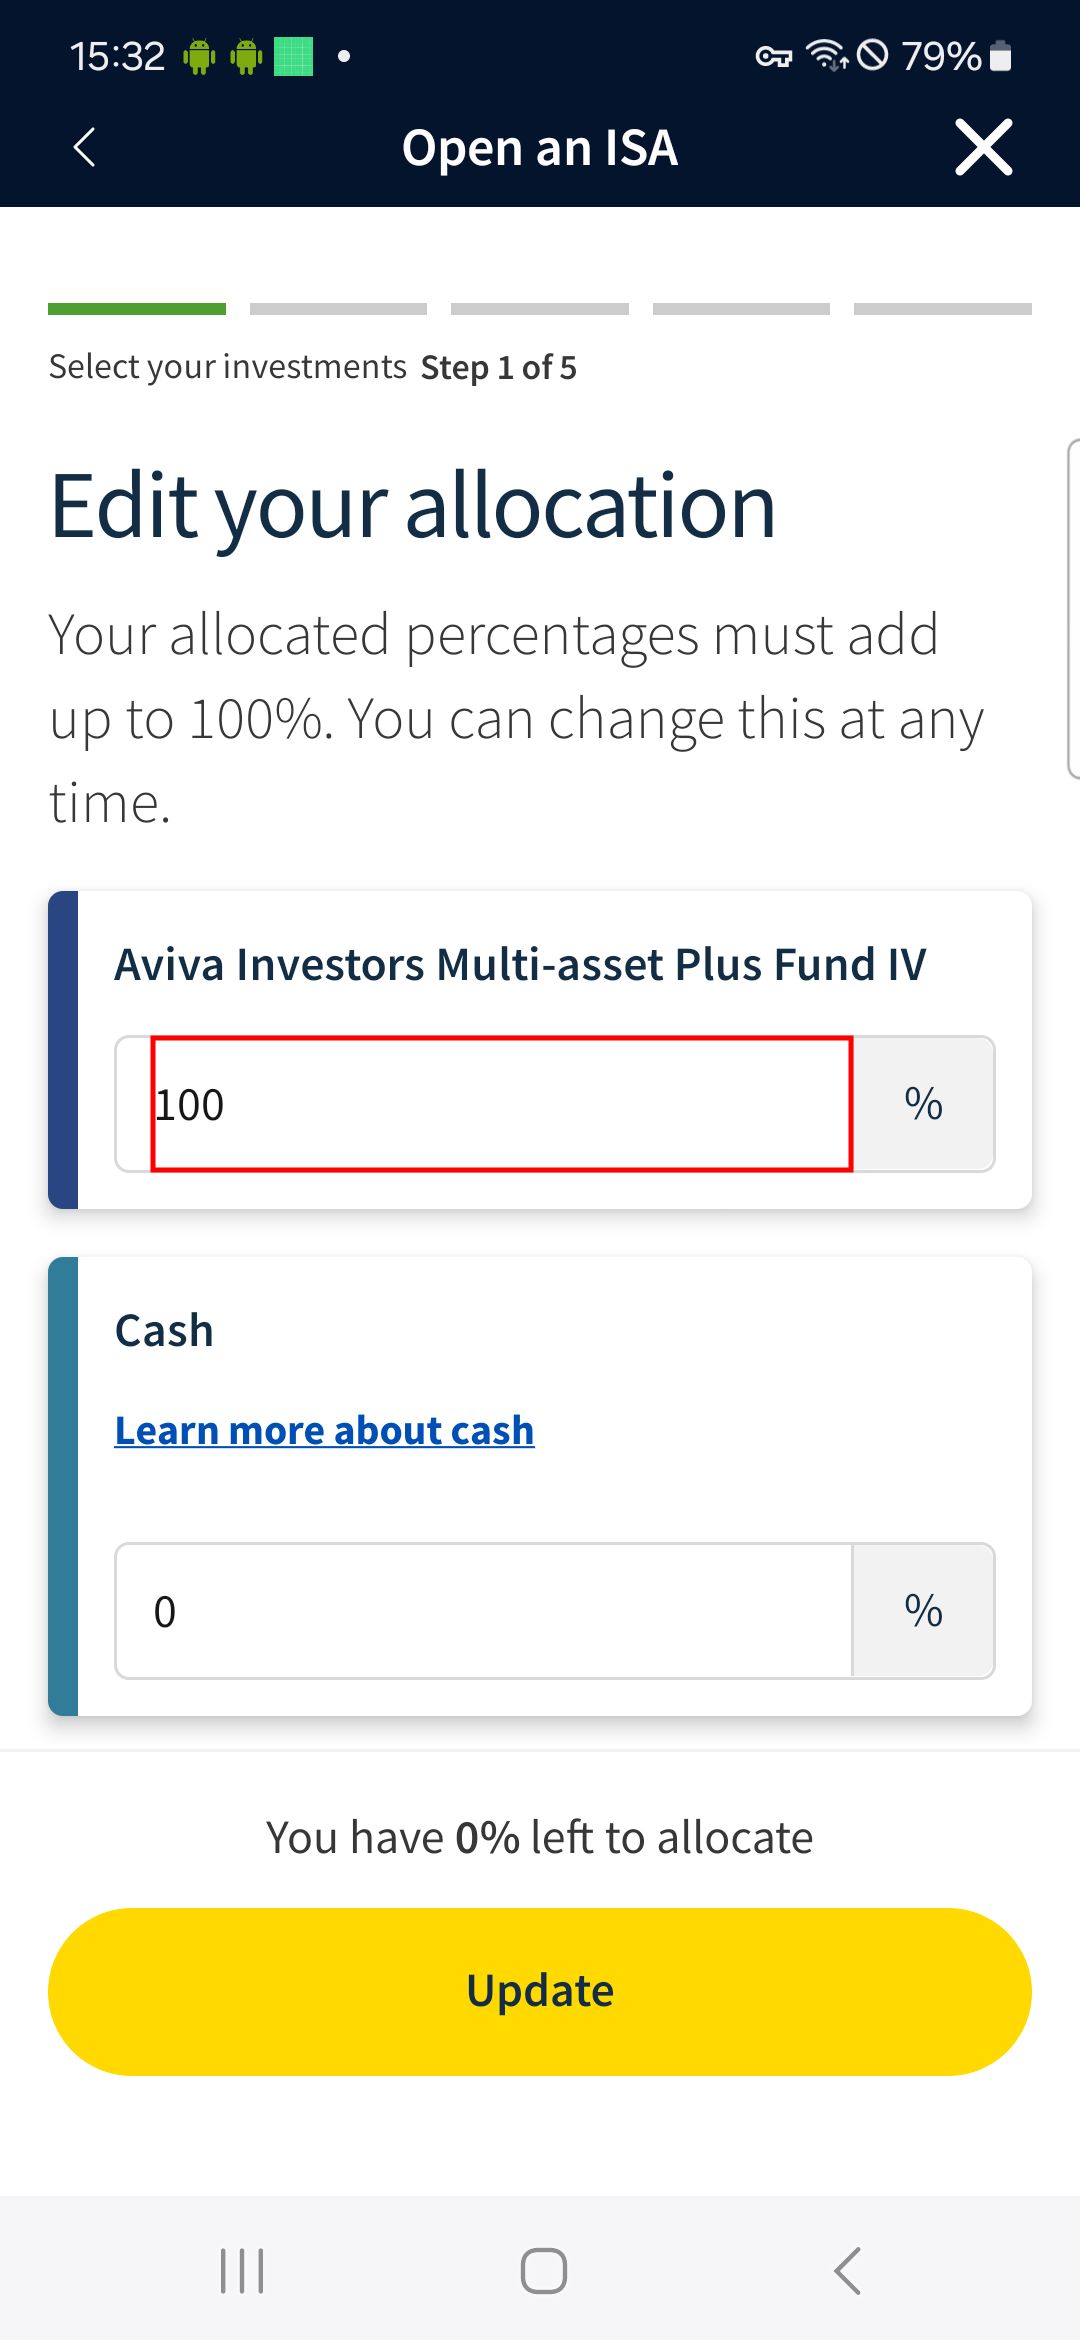 15:32
79%
Open an ISA
Select your investments Step 1 of 5
Edit your allocation
Your allocated percentages must add
up to 100%. You can change this at any
time.
Aviva Investors Multi-asset Plus Fund IV
100 %
Cash
Learn more about cash
0 %
You have 0% left to allocate
Update